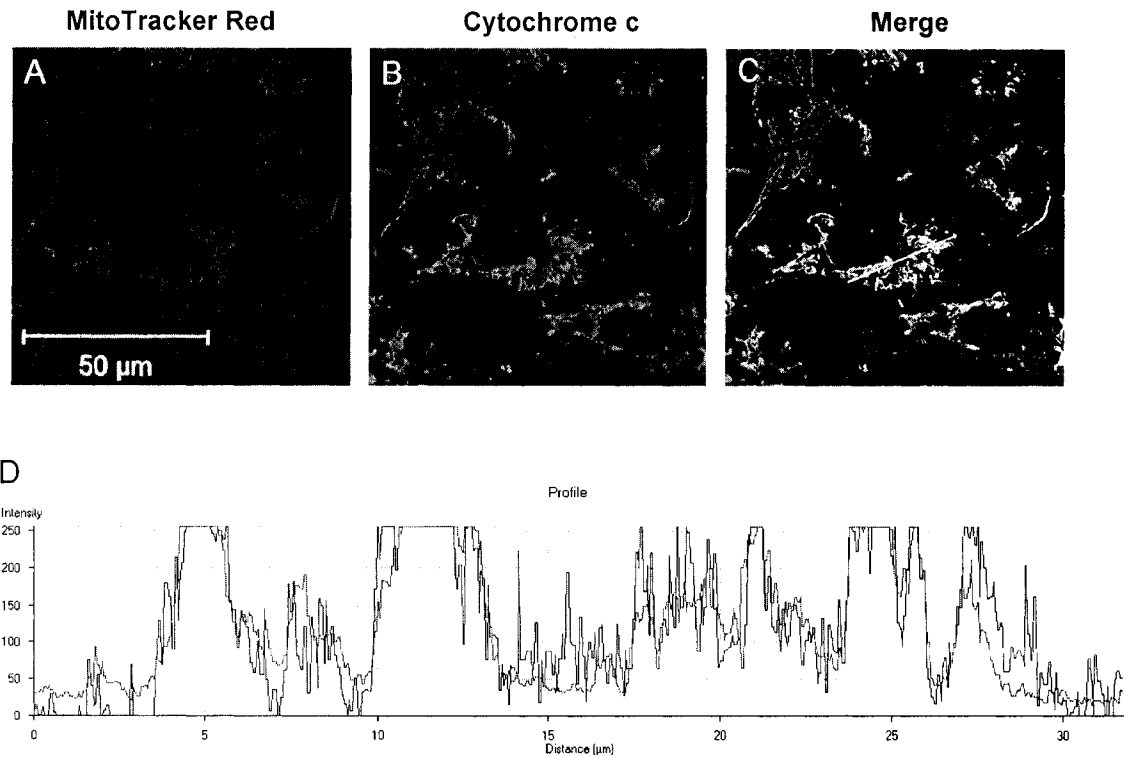 MitoTracker Red
Cytochrome c
Merge
A
B
C
50 µm
D
Profile
Intensity
250
200
150
100
50
0
0
5
10
15
20
25
30
Distance (µm)